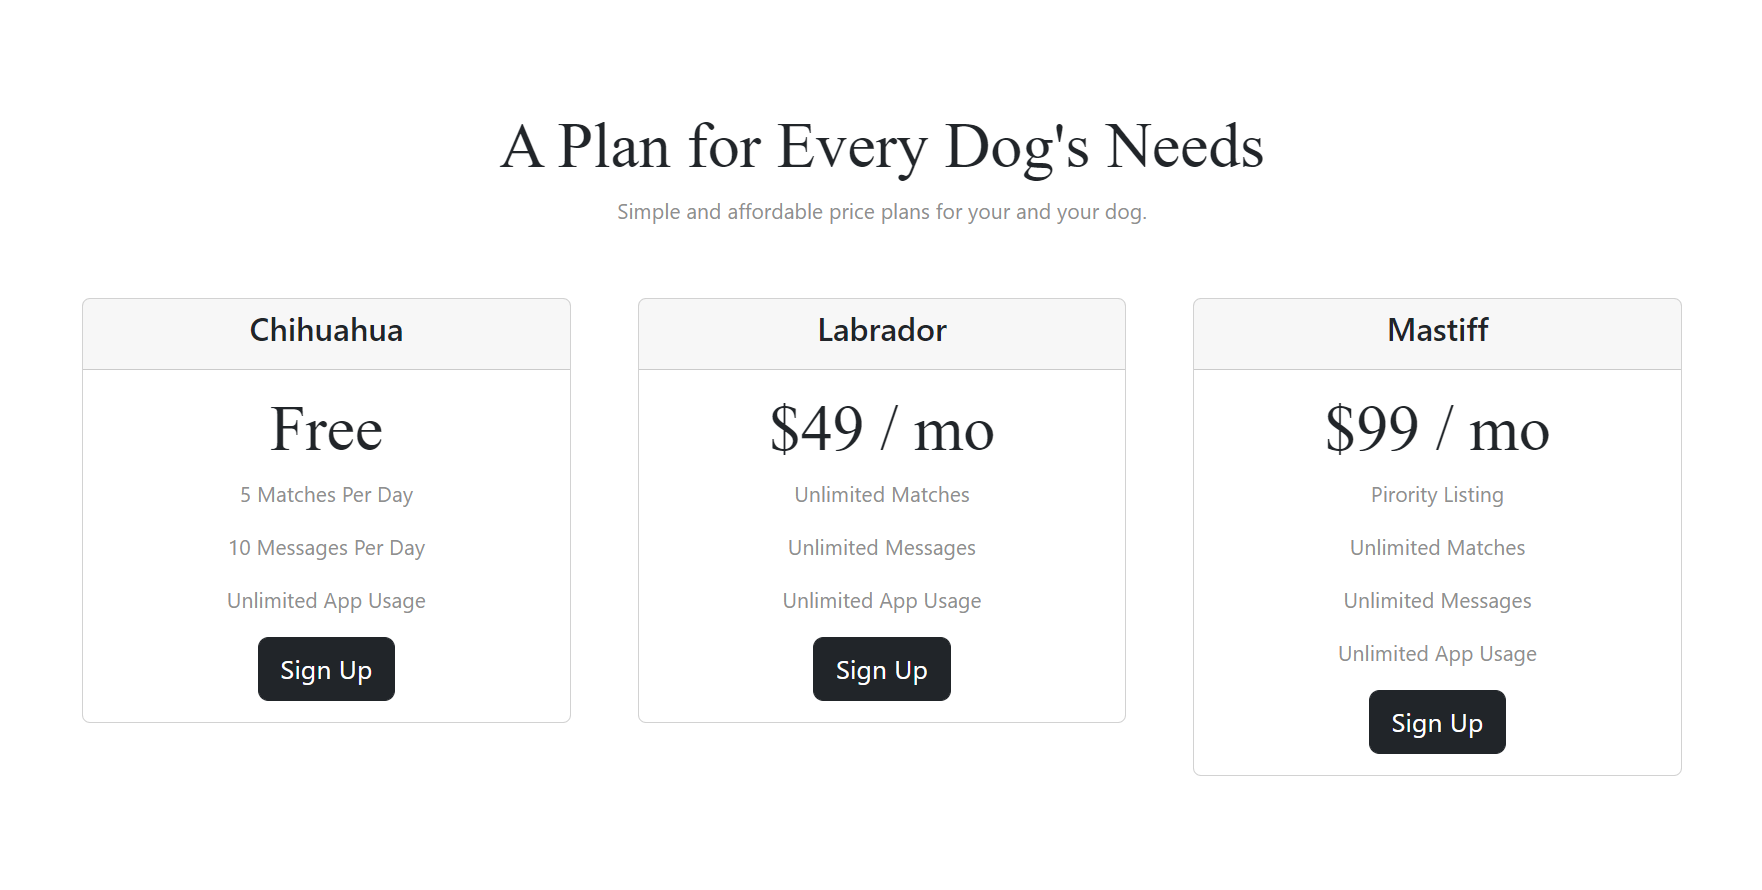 A Plan for Every Dog's Needs
Simple and affordable price plans for your and your dog.
Chihuahua
Free
5 Matches Per Day
10 Messages Per Day
Unlimited App Usage
Sign Up
Labrador
$49 / mo
Unlimited Matches
Unlimited Messages
Unlimited App Usage
Sign Up
Mastiff
$99 / mo
Pirority Listing
Unlimited Matches
Unlimited Messages
Unlimited App Usage
Sign Up